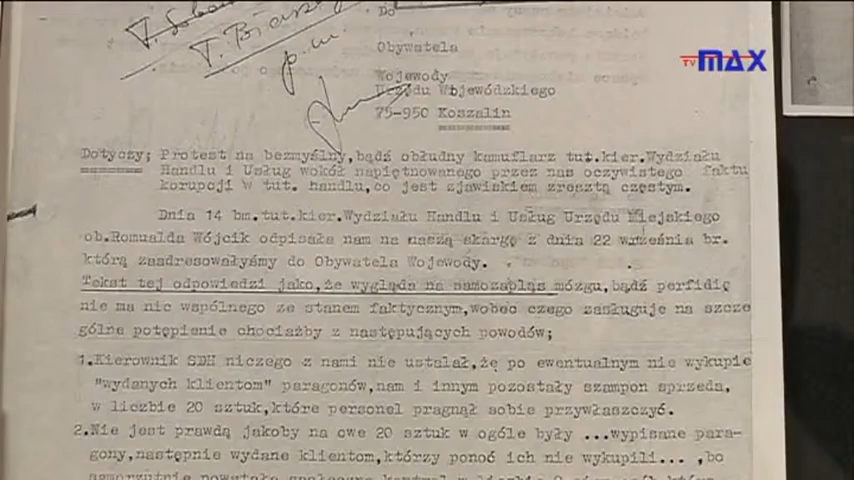 Do
Obywatela
Wojewody
Urzędu Wojewódzkiego
75-950 Koszalin
TV MAX
Dotyczy; Protest na bezmyślny,bądź obłudny kamuflarz tut.kier.Wydziału
Handlu i Usług wokół napiętnowanego przez nas oczywistego faktu
korupcji w tut. handlu,co jest zjawiskiem zresztą częstym.
Dnia 14 bm.tut.kier.Wydziału Handlu i Usług Urzędu Miejskiego
ob.Romualda Wójcik odpisała nam na naszą skargę z dnia 22 września br.
którą zaadresowałyśmy do Obywatela Wojewody.
Tekst tej odpowiedzi jako,że wygląda na samozapłas mózgu,bądź perfidię
nie ma nic wspólnego ze stanem faktycznym,wobec czego zasługuje na szcze
gólne potępienie chociażby z następujących powodów;
1.Kierownik SDH niczego z nami nie ustalał,żę po ewentualnym nie wykupie
"wydanych klientom" paragonów,nam i innym pozostały szampon sprzeda,
w liczbie 20 sztuk,które personel pragnął sobie przywłaszczyć.
2.Nie jest prawdą jakoby na owe 20 sztuk w ogóle były ...wypisane para-
gony,następnie wydane klientom,którzy ponoć ich nie wykupili... ,bo